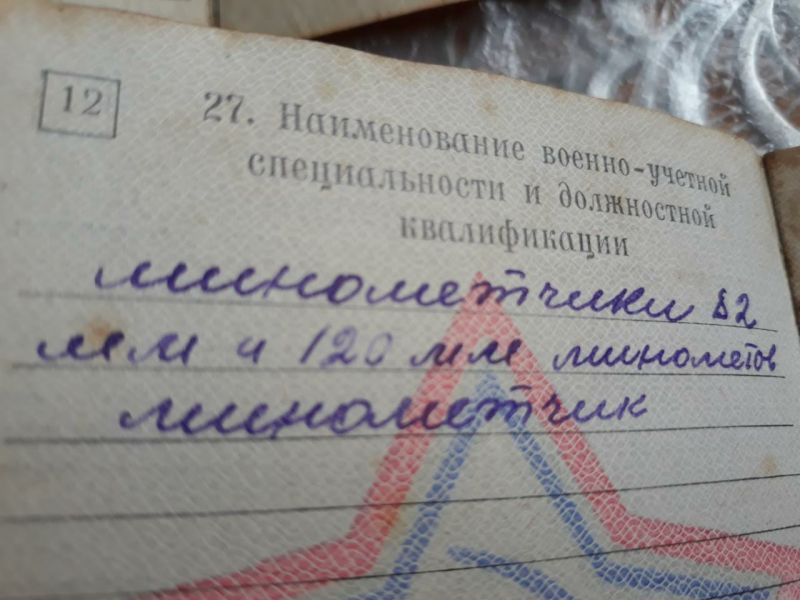 12
27. Наименование военно-учетной
специальности и должностной
квалификации
минометчики 82
мм и 120 мм минометов
минометчик